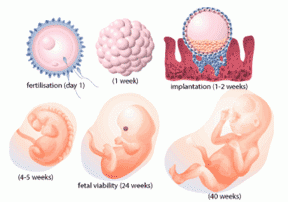 fertilisation (day 1)
(1 week)
implantation (1-2 weeks)
(4-5 weeks)
fetal viability (24 weeks)
(40 weeks)